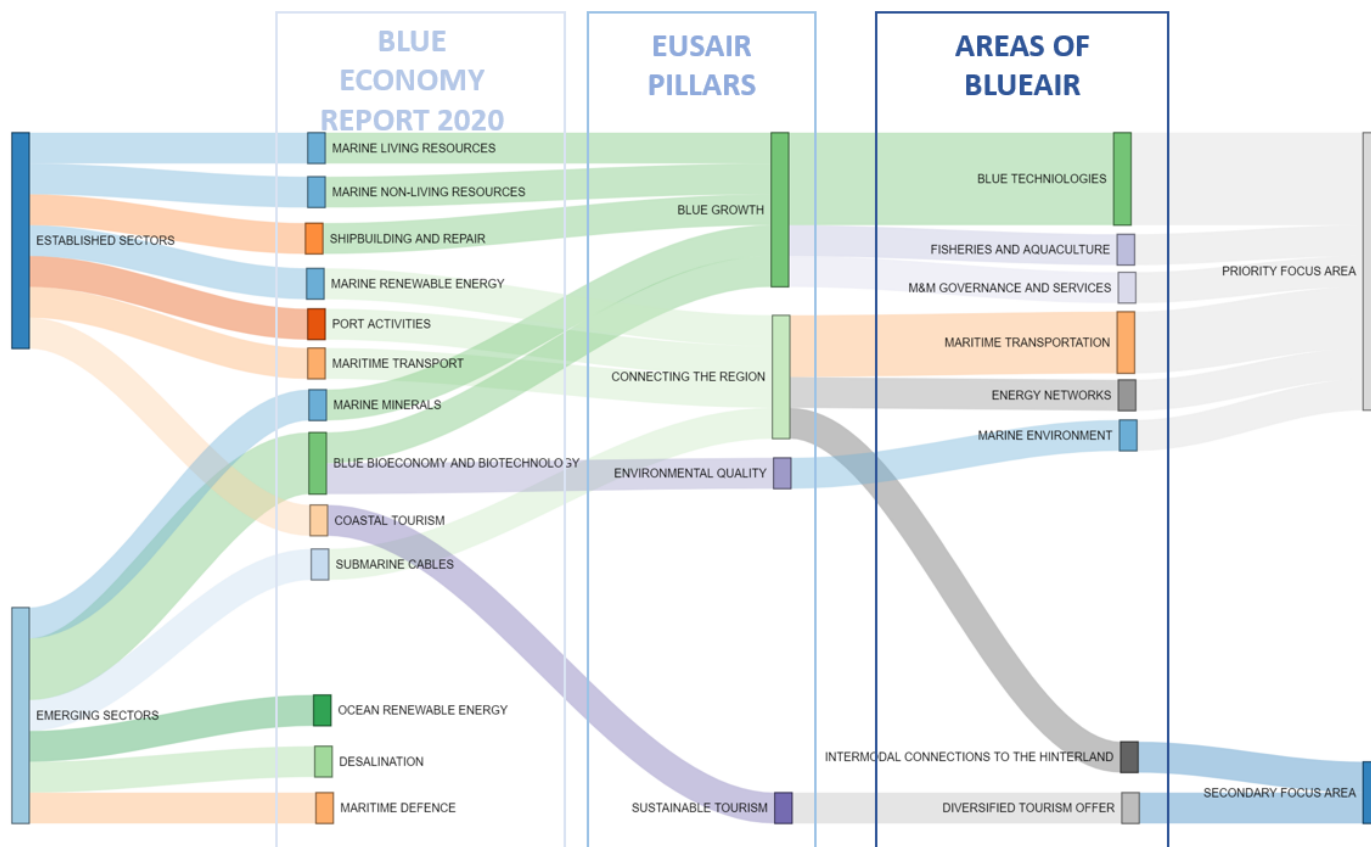 BLUE
ECONOMY
REPORT 2020
EUSAIR
PILLARS
AREAS OF
BLUEAIR
ESTABLISHED SECTORS
EMERGING SECTORS
MARINE LIVING RESOURCES
MARINE NON-LIVING RESOURCES
SHIPBUILDING AND REPAIR
MARINE RENEWABLE ENERGY
PORT ACTIVITIES
MARITIME TRANSPORT
MARINE MINERALS
BLUE BIOECONOMY AND BIOTECHNOLOGY
COASTAL TOURISM
SUBMARINE CABLES
OCEAN RENEWABLE ENERGY
DESALINATION
MARITIME DEFENCE
BLUE GROWTH
CONNECTING THE REGION
ENVIRONMENTAL QUALITY
SUSTAINABLE TOURISM
BLUE TECHNIOLOGIES
FISHERIES AND AQUACULTURE
M&M GOVERNANCE AND SERVICES
MARITIME TRANSPORTATION
ENERGY NETWORKS
MARINE ENVIRONMENT
INTERMODAL CONNECTIONS TO THE HINTERLAND
DIVERSIFIED TOURISM OFFER
PRIORITY FOCUS AREA
SECONDARY FOCUS AREA